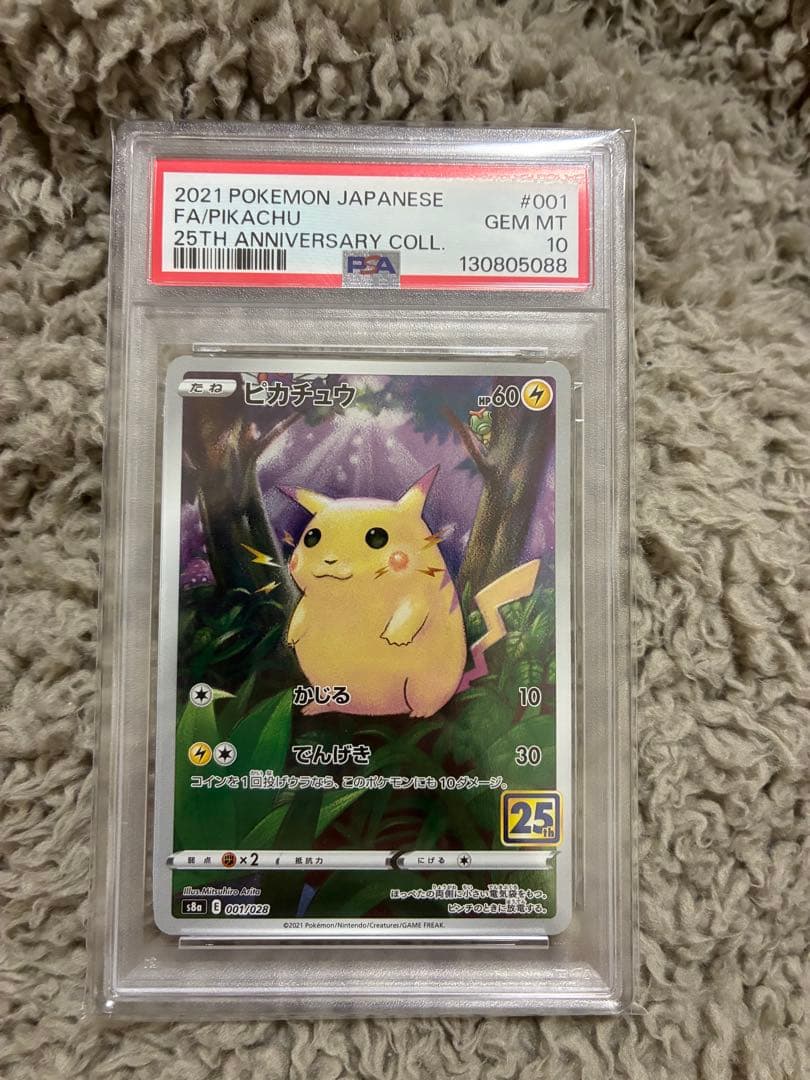 2021 POKEMON JAPANESE #001
FA/PIKACHU GEM MT
25TH ANNIVERSARY COLL. 10
PSA 130805088
たね ピカチュウ HP60
かじる 10
でんげき 30
コインを1回投げウラなら、このポケモンにも10ダメージ。
25th
弱点 ×2 抵抗力 にげる
Illus. Mitsuhiro Arita
ほっぺたの両側に小さい電気袋をもつ。
ピンチのときに放電する。
s8a E 001/028
©2021 Pokémon/Nintendo/Creatures/GAME FREAK.